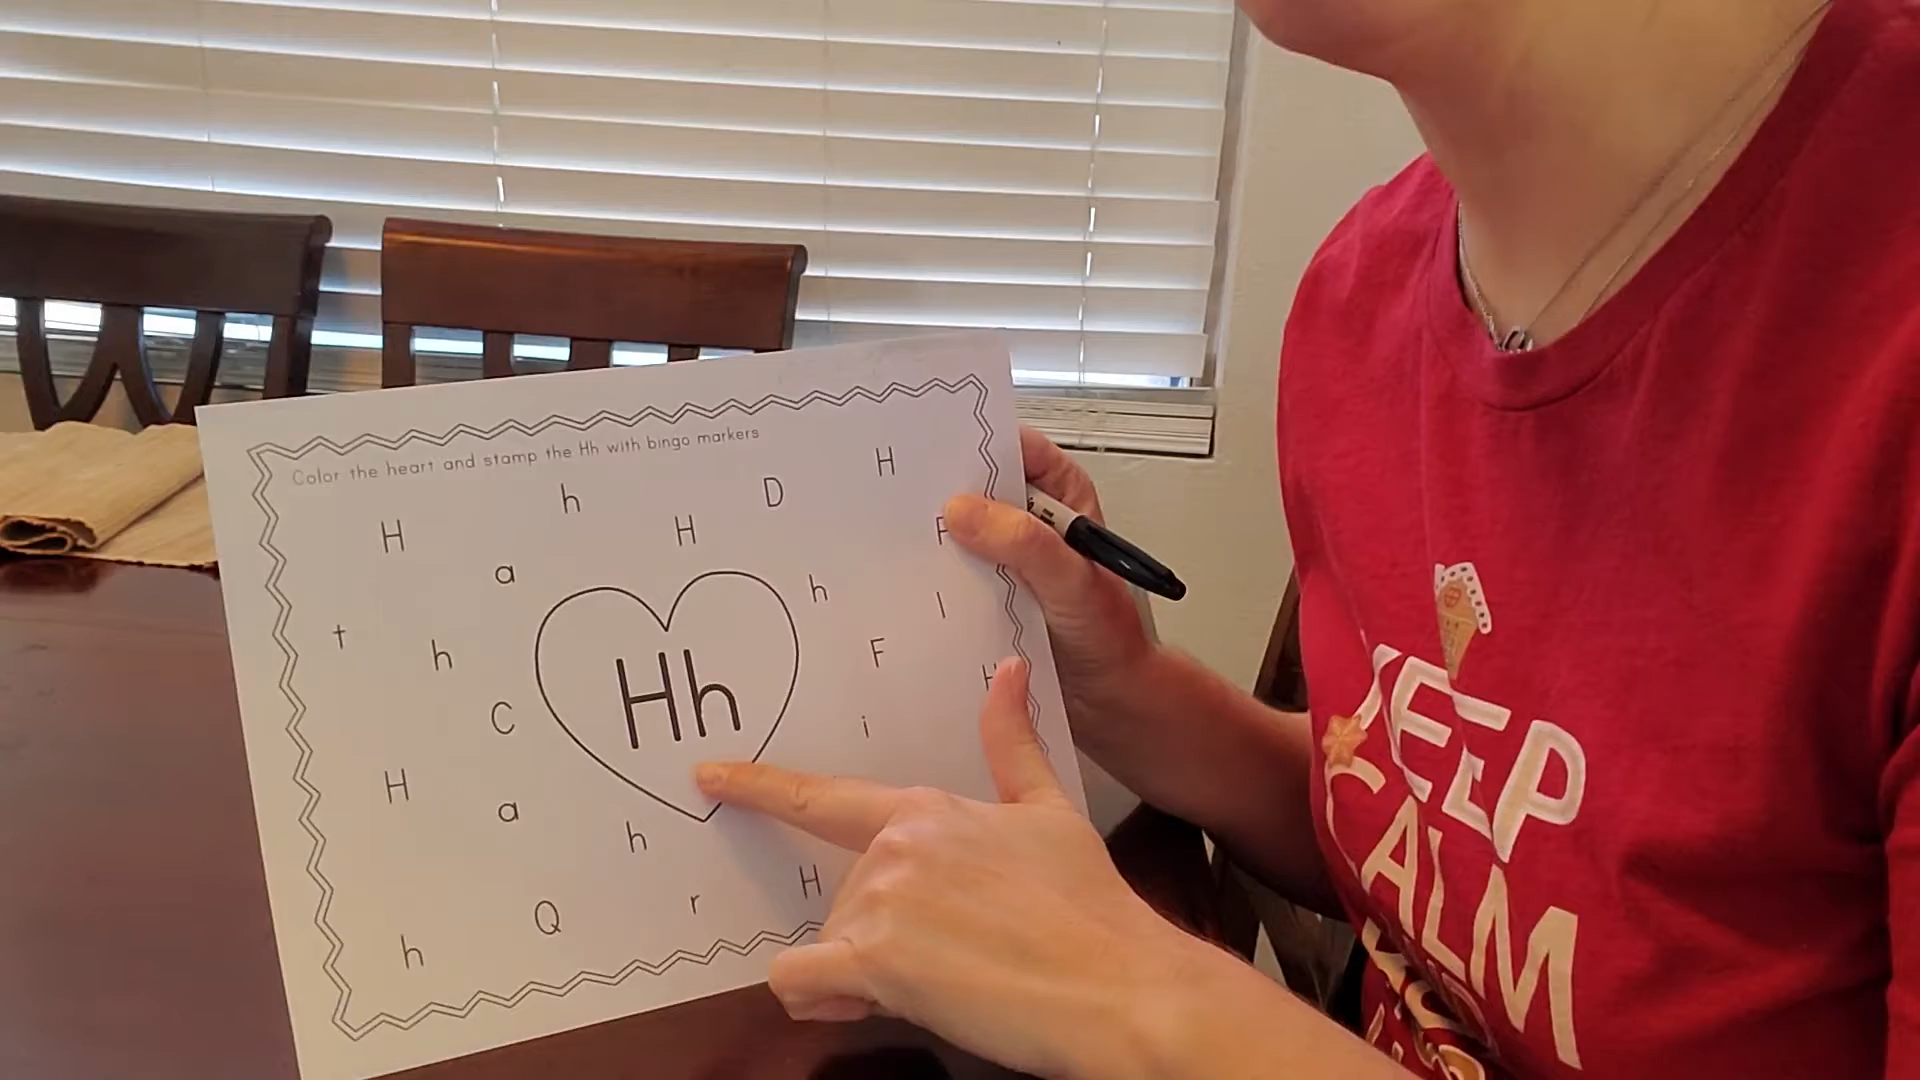 Color the heart and stamp the Hh with bingo markers
H
h
D
H
H
a
F
h
l
t
h
F
H
Hh
C
i
H
a
h
H
Q
r
h
KEEP
CALM